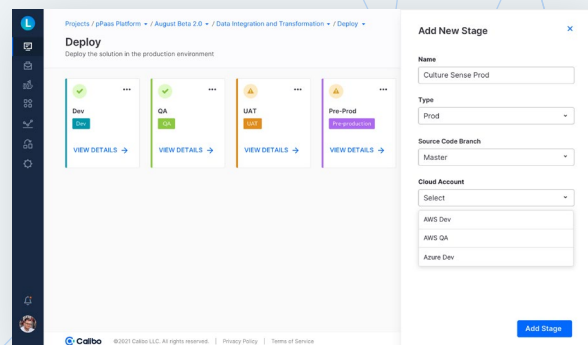 L
Projects / pPaas Platform / August Beta 2.0 / Data Integration and Transformation / Deploy
Deploy
Deploy the solution in the production environment
Dev
Dev
VIEW DETAILS
QA
QA
VIEW DETAILS
UAT
UAT
VIEW DETAILS
Pre-Prod
Pre-production
VIEW DETAILS
Add New Stage
Name
Culture Sense Prod
Type
Prod
Source Code Branch
Master
Cloud Account
Select
AWS Dev
AWS QA
Azure Dev
Add Stage
Calibo ©2021 Calibo LLC. All rights reserved. | Privacy Policy | Terms of Service